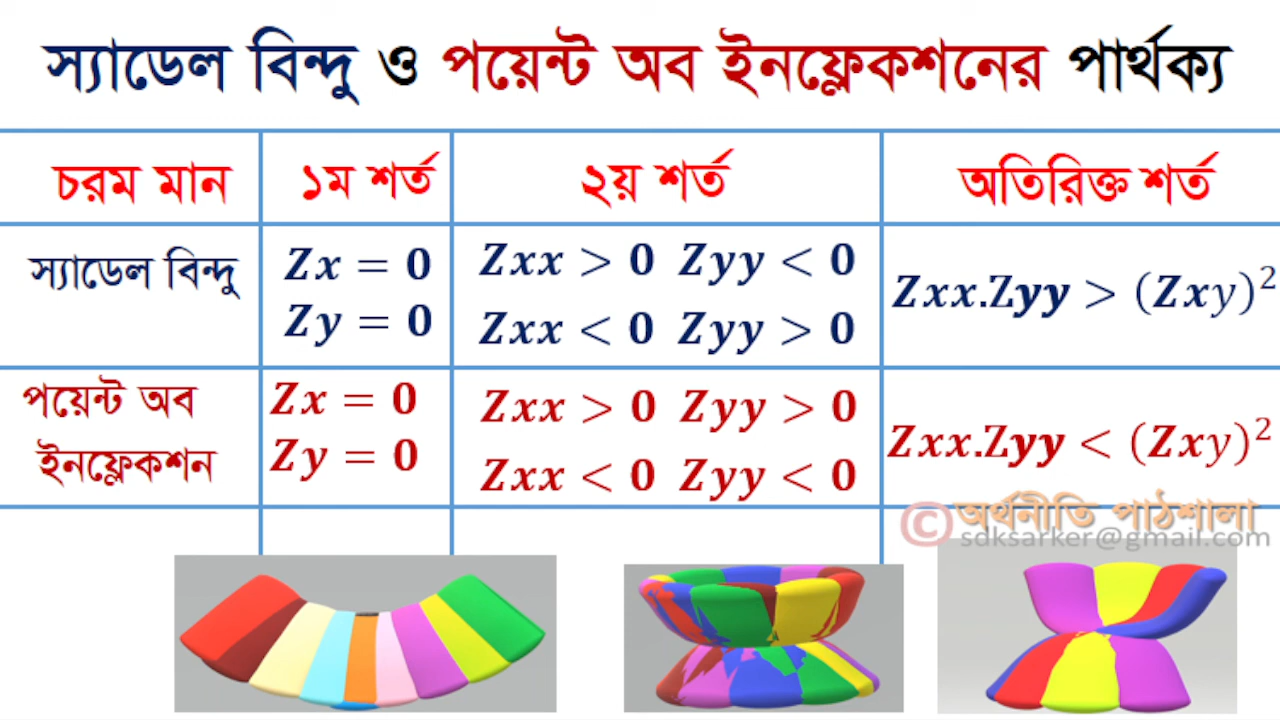 স্যাডেল বিন্দু ও পয়েন্ট অব ইনফ্লেকশনের পার্থক্য
চরম মান ১ম শর্ত ২য় শর্ত অতিরিক্ত শর্ত
স্যাডেল বিন্দু
Zx = 0
Zy = 0
Zxx > 0 Zyy < 0
Zxx < 0 Zyy > 0
Zxx.Zyy > (Zxy)²
পয়েন্ট অব
ইনফ্লেকশন
Zx = 0
Zy = 0
Zxx > 0 Zyy > 0
Zxx < 0 Zyy < 0
Zxx.Zyy < (Zxy)²
© অর্থনীতি পাঠশালা
sdksarker@gmail.com